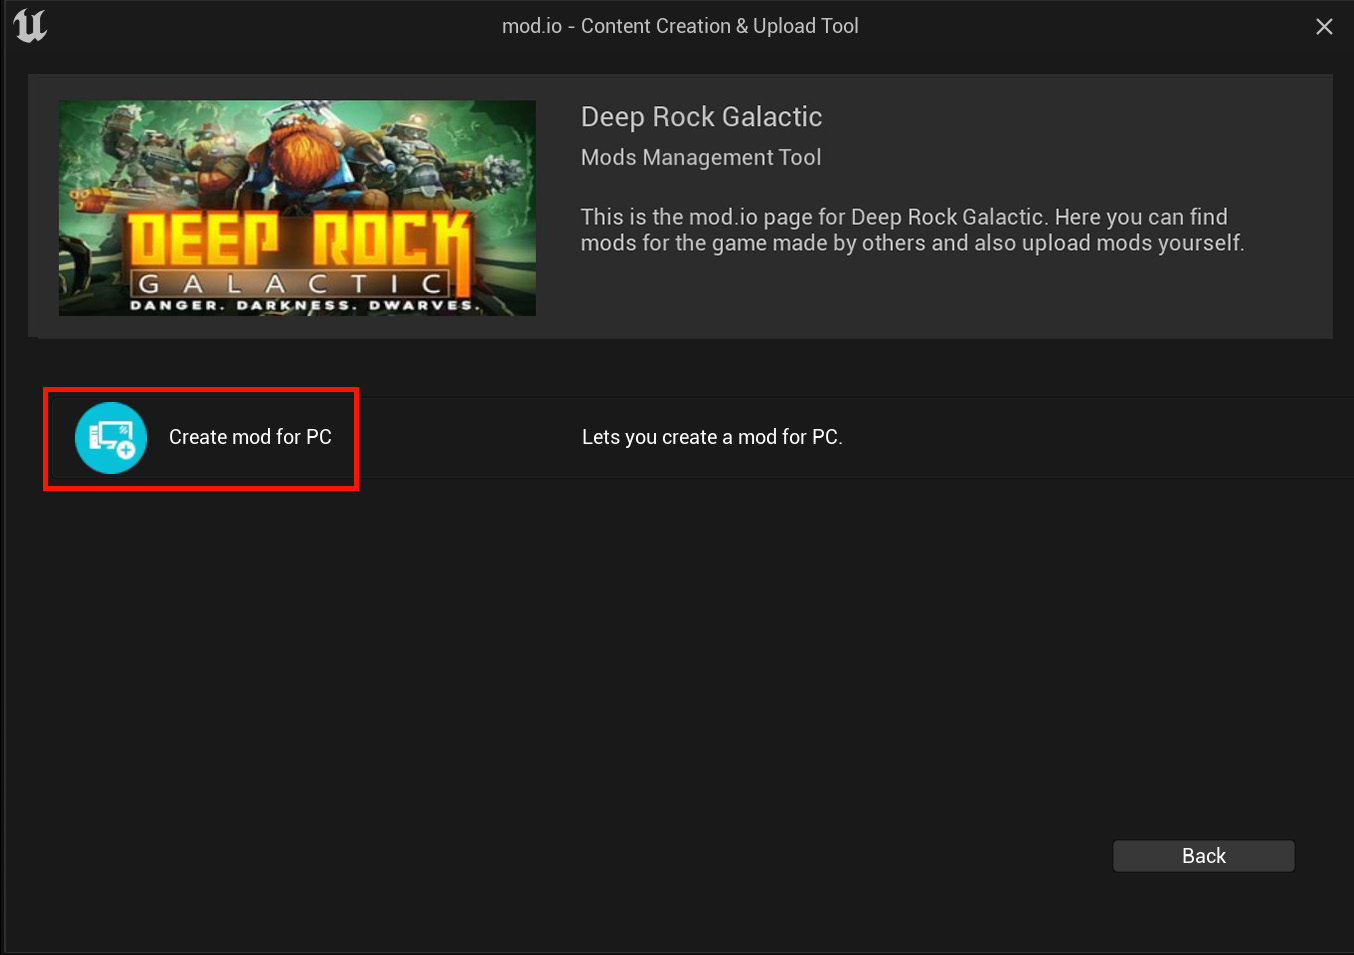 mod.io - Content Creation & Upload Tool
DEEP ROCK
GALACTIC
DANGER. DARKNESS. DWARVES.
Deep Rock Galactic
Mods Management Tool
This is the mod.io page for Deep Rock Galactic. Here you can find
mods for the game made by others and also upload mods yourself.
Create mod for PC
Lets you create a mod for PC.
Back